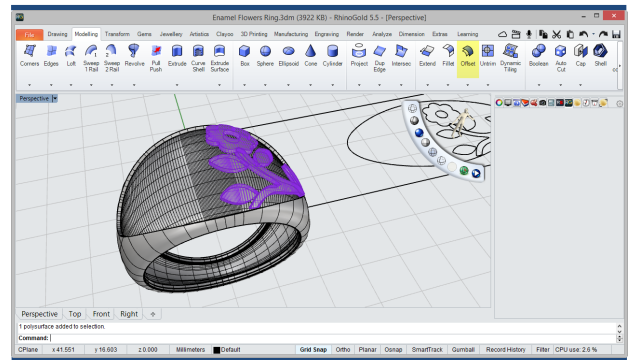 Enamel Flowers Ring.3dm (3922 KB) - RhinoGold 5.5 - [Perspective]
File Drawing Modelling Transform Gems Jewellery Artistics Clayoo 3D Printing Manufacturing Engraving Render Analyze Dimension Extras Learning
Corners Edges Loft Sweep 1 Rail Sweep 2 Rail Revolve Pull Push Extrude Curve Shell Extrude Surface Box Sphere Ellipsoid Cone Cylinder Project Dup Edge Intersec Extend Fillet Offset Untrim Dynamic Tiling Boolean Auto Cut Cap Shell
Perspective
Perspective Top Front Right
1 polysurface added to selection.
Command:
CPlane x 41.551 y 16.603 z 0.000 Millimeters Default Grid Snap Ortho Planar Osnap SmartTrack Gumball Record History Filter CPU use: 2.6 %